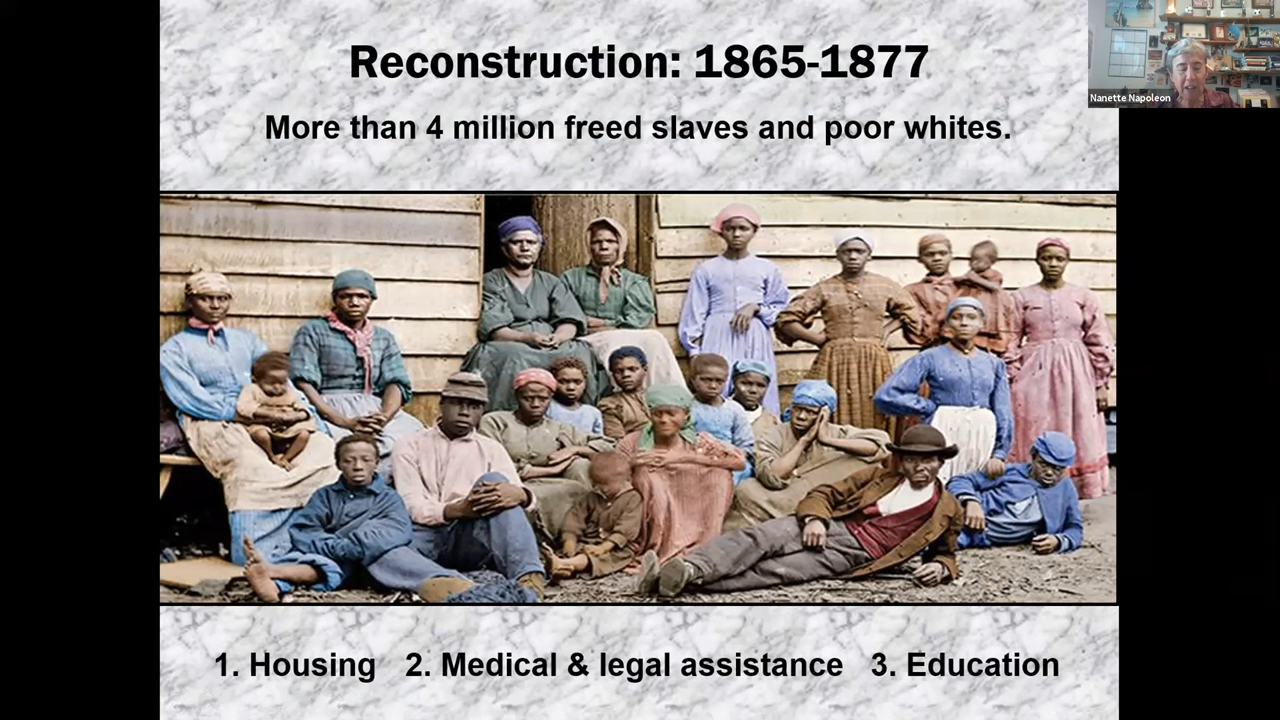 Reconstruction: 1865-1877
More than 4 million freed slaves and poor whites.
Nanette Napoleon
1. Housing 2. Medical & legal assistance 3. Education